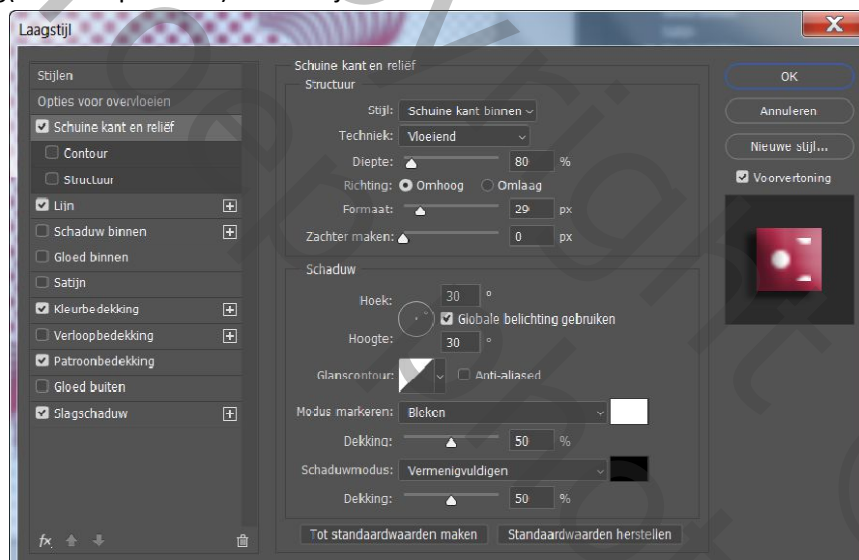 Laagstijl
Stijlen
Opties voor overvloeien
Schuine kant en reliëf
Contour
Structuur
Lijn
Schaduw binnen
Gloed binnen
Satijn
Kleurbedekking
Verloopbedekking
Patroonbedekking
Gloed buiten
Slagschaduw
fx
Schuine kant en reliëf
Structuur
Stijl: Schuine kant binnen
Techniek: Vloeiend
Diepte: 80 %
Richting: Omhoog Omlaag
Formaat: 29 px
Zachter maken: 0 px
Schaduw
Hoek: 30 °
Globale belichting gebruiken
Hoogte: 30 °
Glanscontour: Anti-aliased
Modus markeren: Bleken
Dekking: 50 %
Schaduwmodus: Vermenigvuldigen
Dekking: 50 %
Tot standaardwaarden maken Standaardwaarden herstellen
OK
Annuleren
Nieuwe stijl...
Voorvertoning